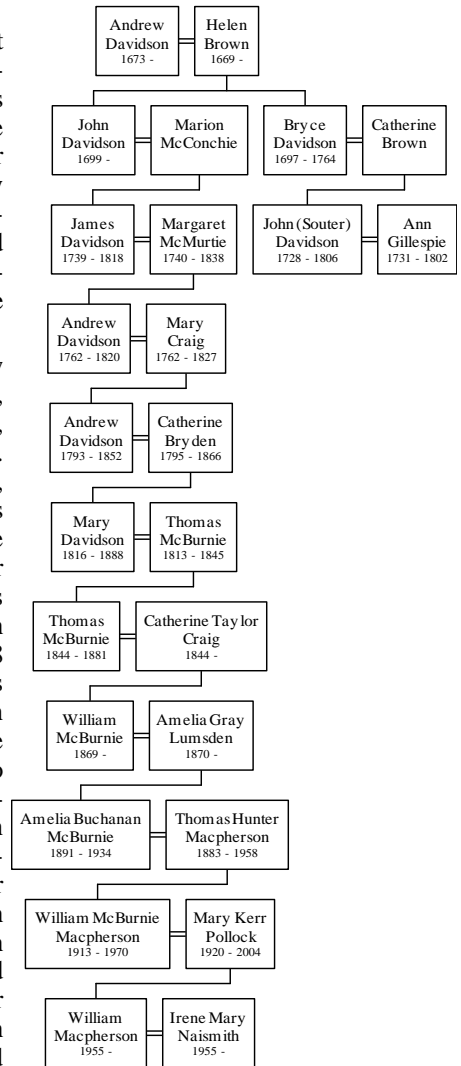 Andrew
Davidson
1673 -
Helen
Brown
1669 -
John
Davidson
1699 -
Marion
McConchie
Bryce
Davidson
1697 - 1764
Catherine
Brown
James
Davidson
1739 - 1818
Margaret
McMurtie
1740 - 1838
John (Souter)
Davidson
1728 - 1806
Ann
Gillespie
1731 - 1802
Andrew
Davidson
1762 - 1820
Mary
Craig
1762 - 1827
Andrew
Davidson
1793 - 1852
Catherine
Bryden
1795 - 1866
Mary
Davidson
1816 - 1888
Thomas
McBurnie
1813 - 1845
Thomas
McBurnie
1844 - 1881
Catherine Taylor
Craig
1844 -
William
McBurnie
1869 -
Amelia Gray
Lumsden
1870 -
Amelia Buchanan
McBurnie
1891 - 1934
Thomas Hunter
Macpherson
1883 - 1958
William McBurnie
Macpherson
1913 - 1970
Mary Kerr
Pollock
1920 - 2004
William
Macpherson
1955 -
Irene Mary
Naismith
1955 -